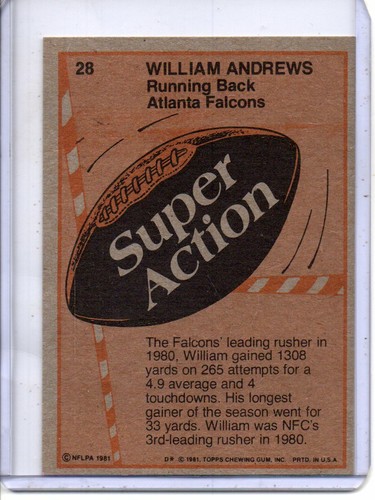 28
WILLIAM ANDREWS
Running Back
Atlanta Falcons
Super
Action
The Falcons' leading rusher in
1980, William gained 1308
yards on 265 attempts for a
4.9 average and 4
touchdowns. His longest
gainer of the season went for
33 yards. William was NFC's
3rd-leading rusher in 1980.
© NFLPA 1981
D* © 1981, TOPPS CHEWING GUM, INC. PRTD. IN U.S.A.